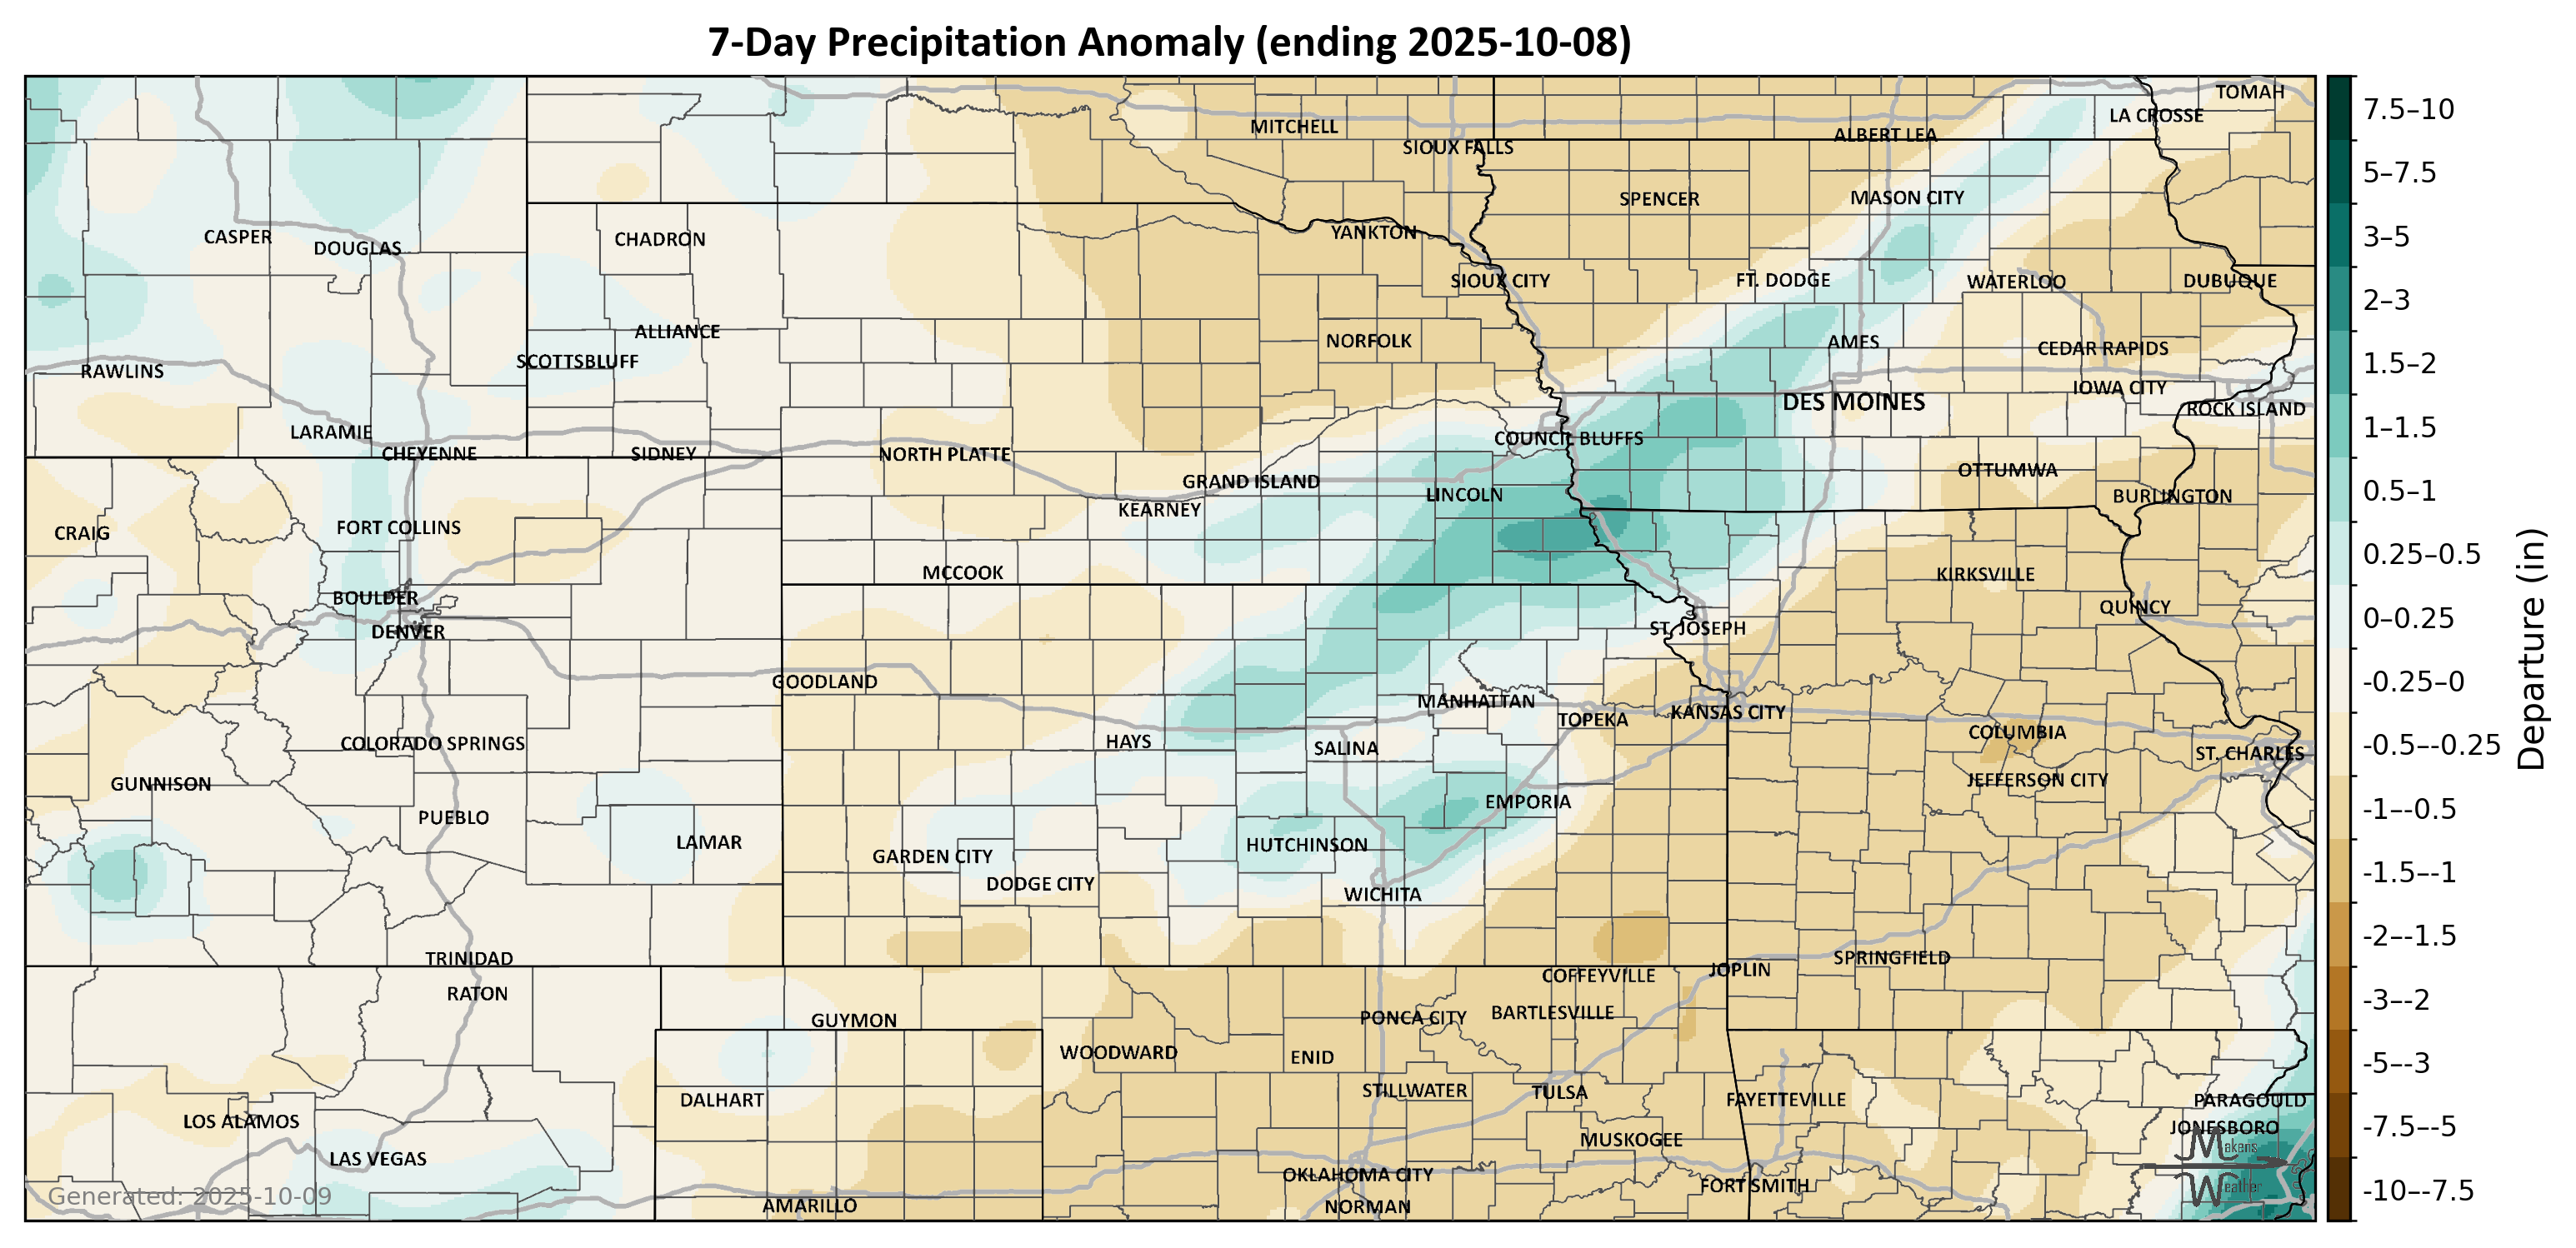 7-Day Precipitation Anomaly (ending 2025-10-08)
TOMAH
LA CROSSE
MITCHELL
ALBERT LEA
SIOUX FALLS
SPENCER
MASON CITY
YANKTON
CASPER
DOUGLAS
CHADRON
SIOUX CITY
FT. DODGE
WATERLOO
DUBUQUE
ALLIANCE
NORFOLK
AMES
CEDAR RAPIDS
SCOTTSBLUFF
RAWLINS
IOWA CITY
DES MOINES
ROCK ISLAND
LARAMIE
COUNCIL BLUFFS
CHEYENNE
SIDNEY
NORTH PLATTE
OTTUMWA
GRAND ISLAND
LINCOLN
BURLINGTON
KEARNEY
CRAIG
FORT COLLINS
MCCOOK
KIRKSVILLE
BOULDER
QUINCY
DENVER
ST. JOSEPH
GOODLAND
MANHATTAN
KANSAS CITY
TOPEKA
COLUMBIA
COLORADO SPRINGS
HAYS
SALINA
ST. CHARLES
GUNNISON
JEFFERSON CITY
EMPORIA
PUEBLO
LAMAR
HUTCHINSON
GARDEN CITY
DODGE CITY
WICHITA
TRINIDAD
SPRINGFIELD
JOPLIN
COFFEYVILLE
RATON
BARTLESVILLE
PONCA CITY
GUYMON
WOODWARD
ENID
STILLWATER
TULSA
DALHART
FAYETTEVILLE
PARAGOULD
LOS ALAMOS
JONESBORO
MUSKOGEE
Makens
Weather
LAS VEGAS
OKLAHOMA CITY
FORT SMITH
Generated: 2025-10-09
AMARILLO
NORMAN
7.5–10
5–7.5
3–5
2–3
1.5–2
1–1.5
0.5–1
0.25–0.5
0–0.25
-0.25–0
-0.5–-0.25
-1–-0.5
-1.5–-1
-2–-1.5
-3–-2
-5–-3
-7.5–-5
-10–-7.5
Departure (in)